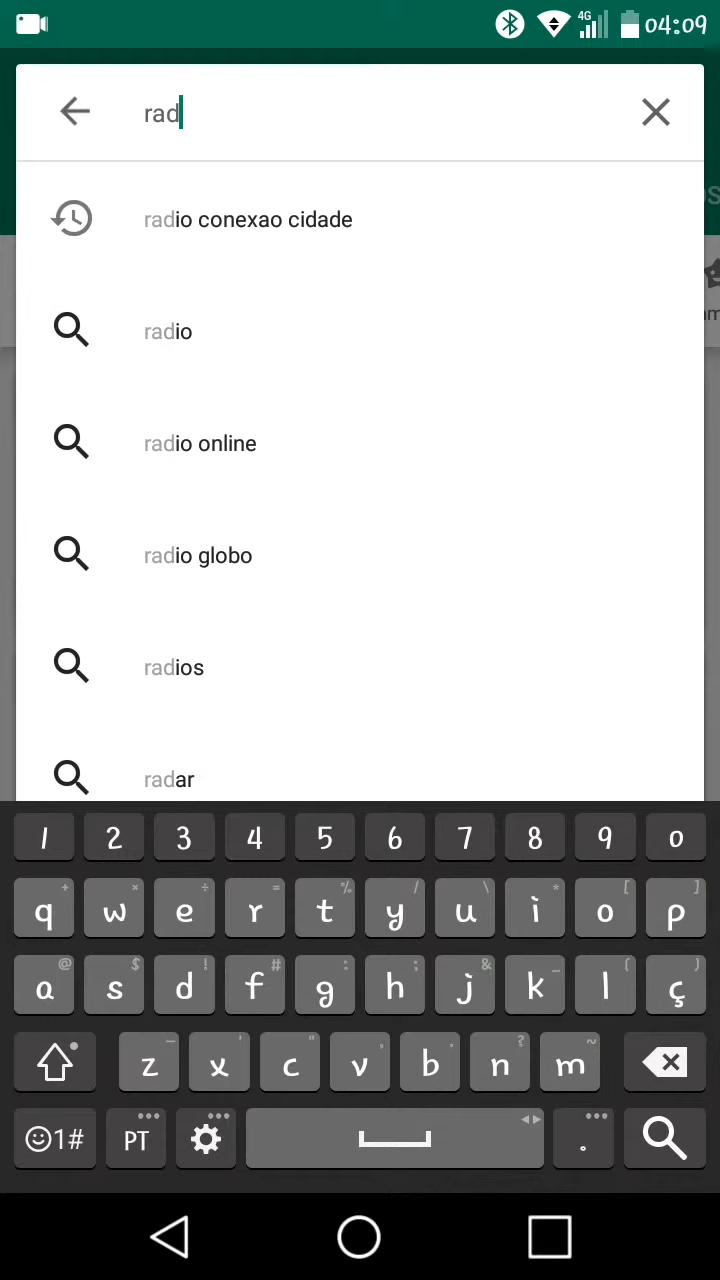 4G 04:09
rad
radio conexao cidade
radio
radio online
radio globo
radios
radar
1 2 3 4 5 6 7 8 9 0
+ × ÷ = % / \ * [ ]
q w e r t y u i o p
@ $ ! # : ; & _ ( )
a s d f g h j k l ç
– ' " , . ? ~
z x c v b n m
1# PT .